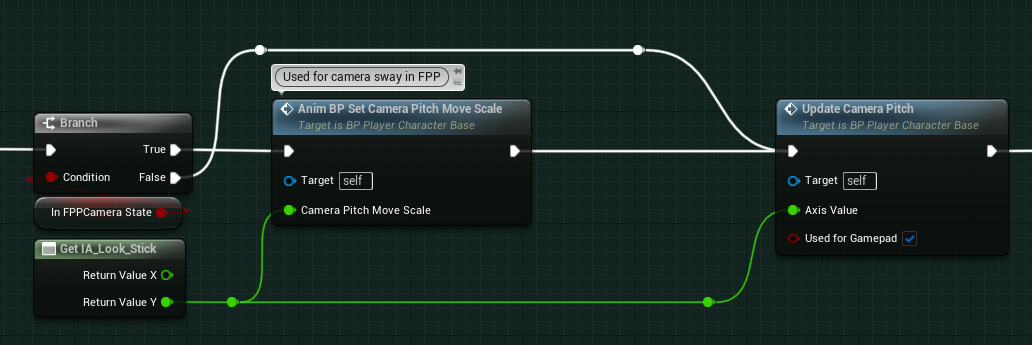 Used for camera sway in FPP
Branch
True
Condition
False
In FPPCamera State
Get IA_Look_Stick
Return Value X
Return Value Y
Anim BP Set Camera Pitch Move Scale
Target is BP Player Character Base
Target self
Camera Pitch Move Scale
Update Camera Pitch
Target is BP Player Character Base
Target self
Axis Value
Used for Gamepad